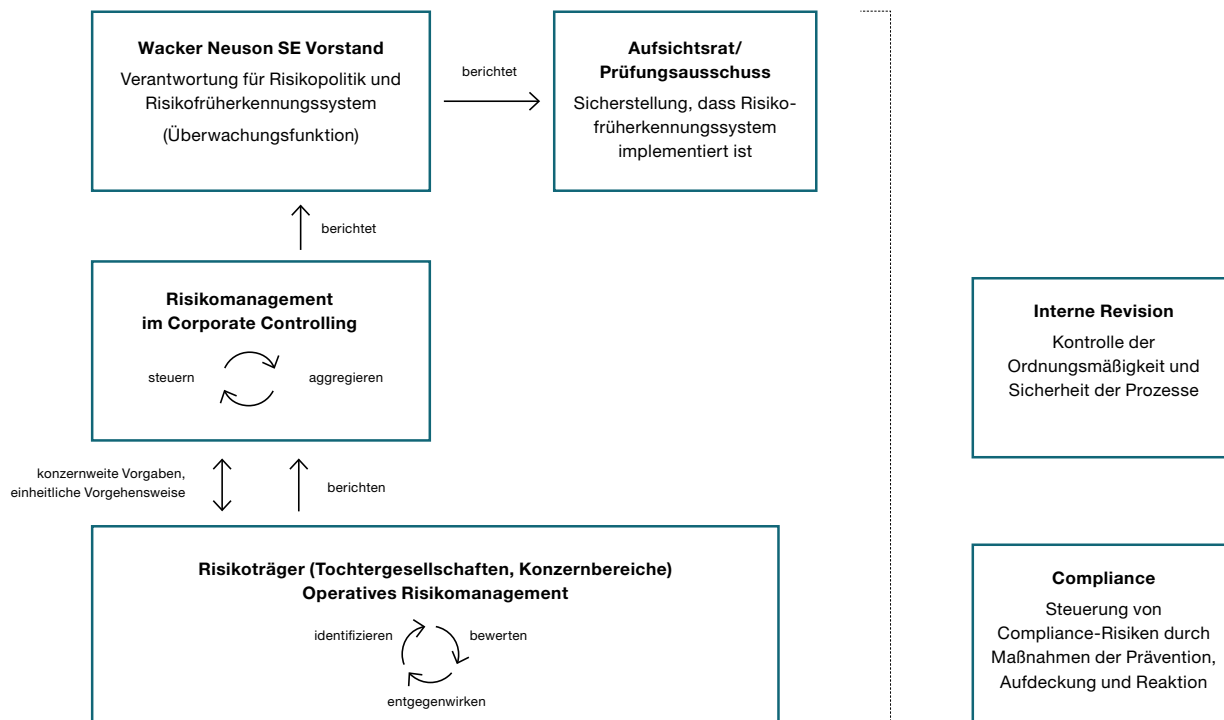 Wacker Neuson SE Vorstand
Verantwortung für Risikopolitik und
Risikofrüherkennungssystem
(Überwachungsfunktion)
berichtet
Aufsichtsrat/
Prüfungsausschuss
Sicherstellung, dass Risiko-
früherkennungssystem
implementiert ist
berichtet
Risikomanagement
im Corporate Controlling
steuern
aggregieren
Interne Revision
Kontrolle der
Ordnungsmäßigkeit und
Sicherheit der Prozesse
konzernweite Vorgaben,
einheitliche Vorgehensweise
berichten
Risikoträger (Tochtergesellschaften, Konzernbereiche)
Operatives Risikomanagement
identifizieren
bewerten
entgegenwirken
Compliance
Steuerung von
Compliance-Risiken durch
Maßnahmen der Prävention,
Aufdeckung und Reaktion